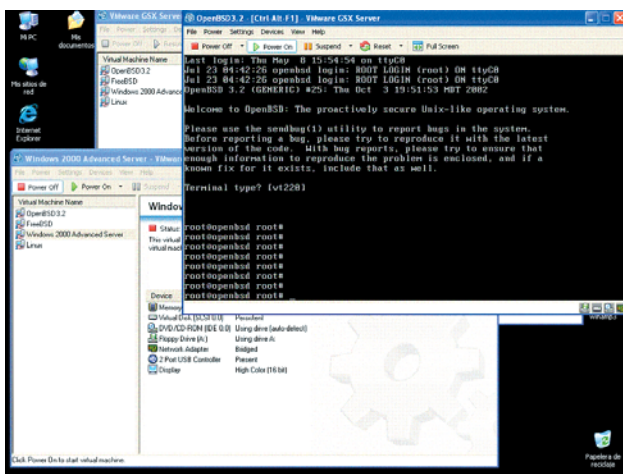 Mi PC
Mis documentos
Mis sitios de red
Internet Explorer
VMware GSX Server
File Power Settings
Power Off
Virtual Machine Name
OpenBSD3.2
FreeBSD
Windows 2000 Advance
Linux
OpenBSD3.2 - [Ctrl-Alt-F1] - VMware GSX Server
File Power Settings Devices View Help
Power Off Power On Suspend Reset Full Screen
Last login: Thu May 8 15:54:54 on ttyC0
Jul 23 04:42:26 openbsd login: ROOT LOGIN (root) ON ttyC0
Jul 23 04:42:26 openbsd login: ROOT LOGIN (root) ON ttyC0
OpenBSD 3.2 (GENERIC) #25: Thu Oct 3 19:51:53 MDT 2002
Welcome to OpenBSD: The proactively secure Unix-like operating system.
Please use the sendbug(1) utility to report bugs in the system.
Before reporting a bug, please try to reproduce it with the latest
version of the code. With bug reports, please try to ensure that
enough information to reproduce the problem is enclosed, and if a
known fix for it exists, include that as well.
Terminal type? [vt220]
root@openbsd root#
root@openbsd root#
root@openbsd root#
root@openbsd root#
root@openbsd root#
root@openbsd root#
root@openbsd root#
root@openbsd root# _
Windows 2000 Advanced Server - VMware
File Power Settings Devices View Help
Power Off Power On Suspend
Virtual Machine Name
OpenBSD3.2
FreeBSD
Windows 2000 Advanced Server
Linux
Window
Status:
This virtual
virtual mach
Device
Memory
Virtual Disk (SCSI 0:0) Persistent
DVD/CD-ROM (IDE 0:0) Using drive (auto-detect)
Floppy Drive (A:) Using drive A:
Network Adapter Bridged
2 Port USB Controller Present
Display High Color (16 bit)
Click Power On to start virtual machine.
Papelera de reciclaje